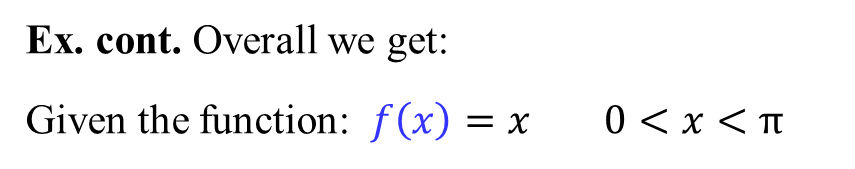 Ex. cont. Overall we get:
Given the function: f(x) = x 0 < x < π